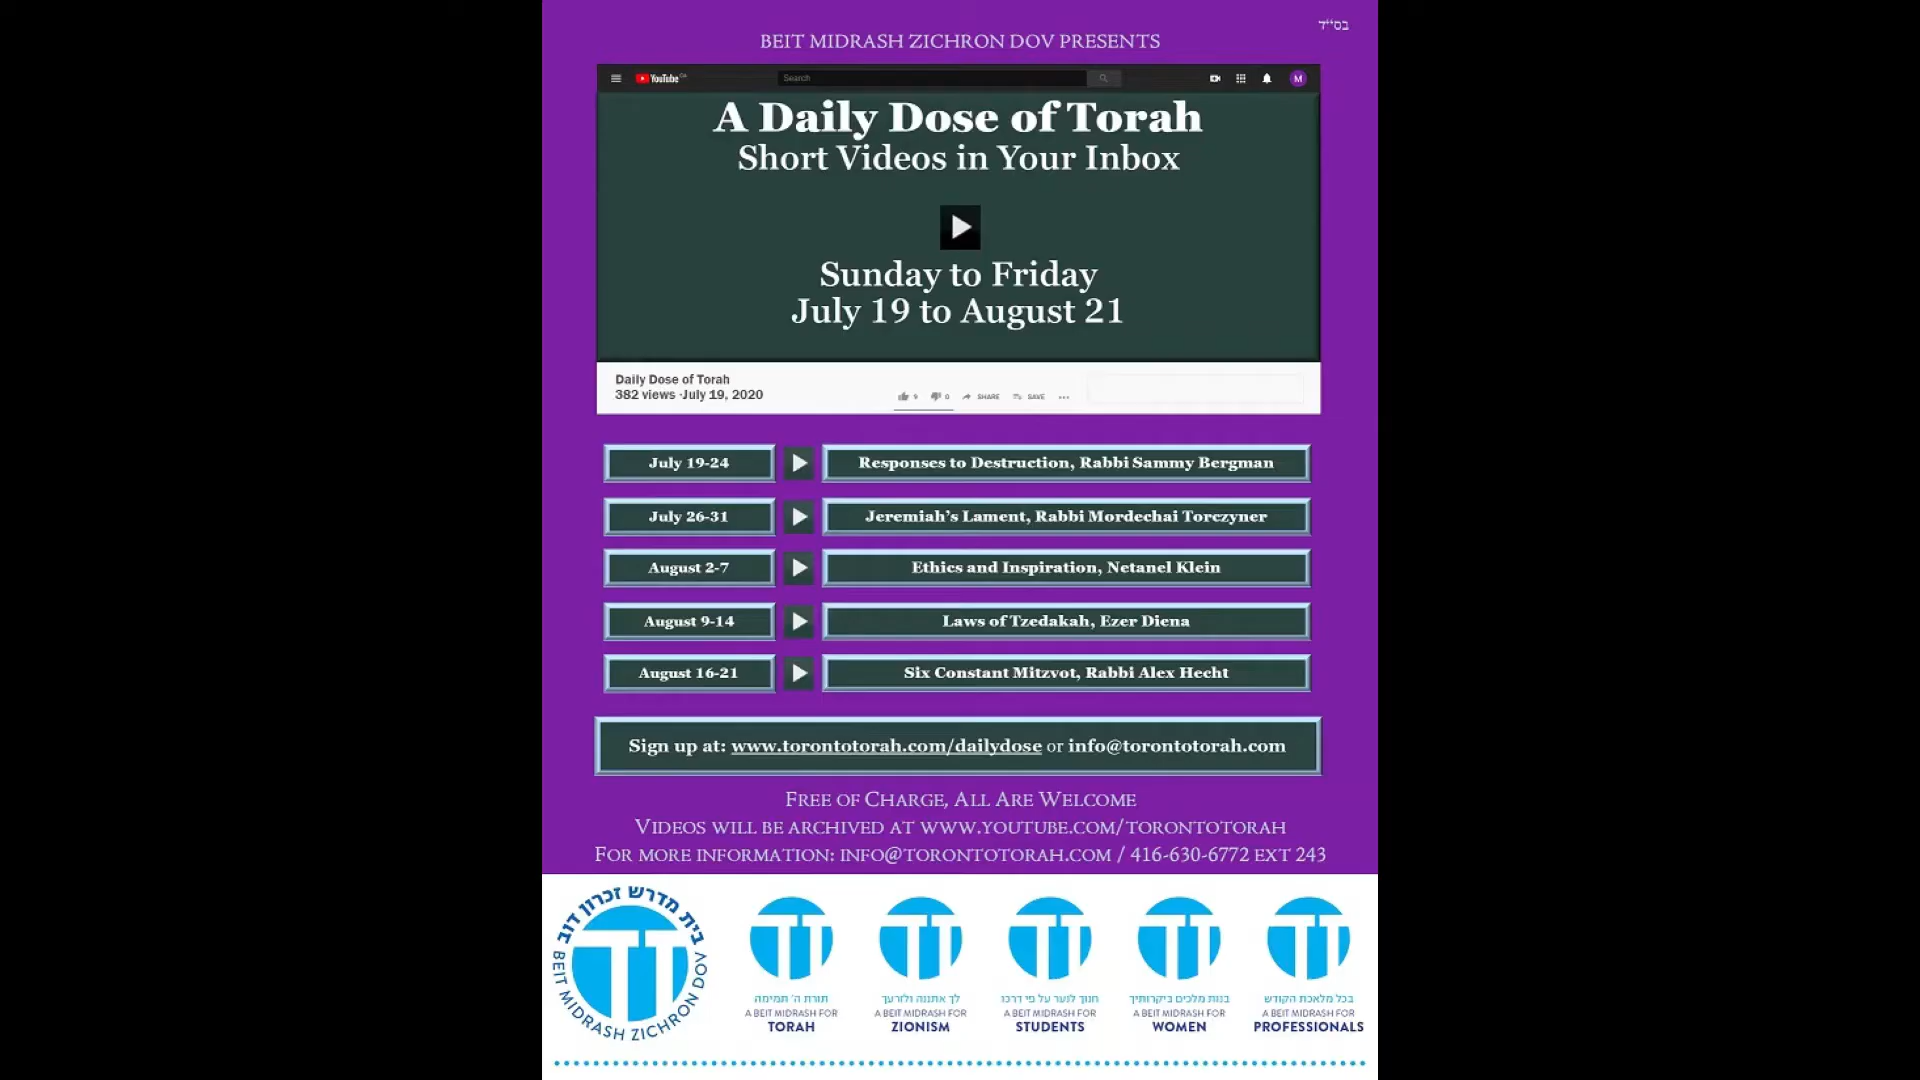 בס״ד
BEIT MIDRASH ZICHRON DOV PRESENTS
YouTube CA
Search
M
A Daily Dose of Torah
Short Videos in Your Inbox
Sunday to Friday
July 19 to August 21
Daily Dose of Torah
382 views ·July 19, 2020
9 0 SHARE SAVE ...
July 19-24 Responses to Destruction, Rabbi Sammy Bergman
July 26-31 Jeremiah's Lament, Rabbi Mordechai Torczyner
August 2-7 Ethics and Inspiration, Netanel Klein
August 9-14 Laws of Tzedakah, Ezer Diena
August 16-21 Six Constant Mitzvot, Rabbi Alex Hecht
Sign up at: www.torontotorah.com/dailydose or info@torontotorah.com
FREE OF CHARGE, ALL ARE WELCOME
VIDEOS WILL BE ARCHIVED AT WWW.YOUTUBE.COM/TORONTOTORAH
FOR MORE INFORMATION: INFO@TORONTOTORAH.COM / 416-630-6772 EXT 243
בית מדרש זכרון דוב
BEIT MIDRASH ZICHRON DOV
תורת ה׳ תמימה
A BEIT MIDRASH FOR
TORAH
לך אתננה ולזרעך
A BEIT MIDRASH FOR
ZIONISM
חנוך לנער על פי דרכו
A BEIT MIDRASH FOR
STUDENTS
בנות מלכים ביקרותיך
A BEIT MIDRASH FOR
WOMEN
בכל מלאכת הקודש
A BEIT MIDRASH FOR
PROFESSIONALS